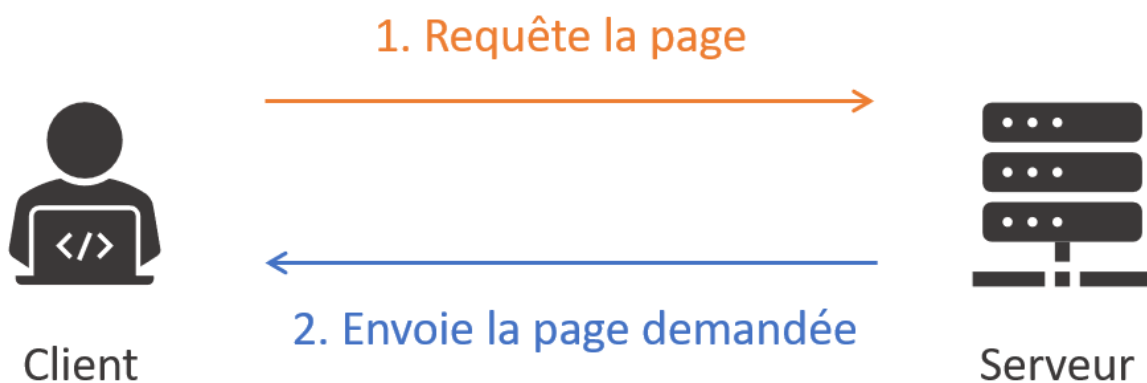 1. Requête la page
</>
2. Envoie la page demandée
Client
Serveur